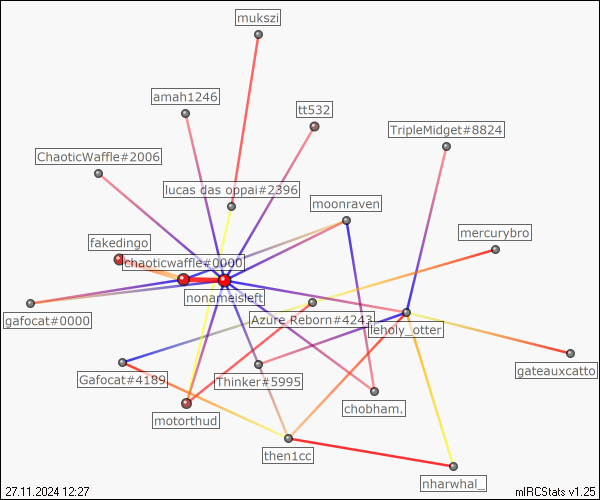 mukszi
amah1246
tt532
TripleMidget#8824
ChaoticWaffle#2006
lucas das oppai#2396
moonraven
mercurybro
fakedingo
Chaoticwaffle#0000
nonameisleft
gafocat#0000
Azure Reborn#4243
leholy_otter
gateauxcatto
Gafocat#4189
Thinker#5995
chobham.
motorthud
then1cc
nharwhal_
27.11.2024 12:27
mIRCStats v1.25